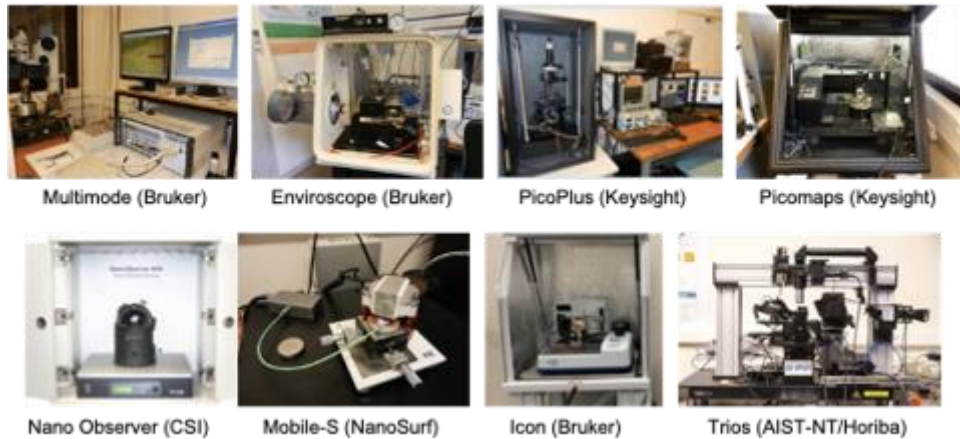 Multimode (Bruker)
Enviroscope (Bruker)
PicoPlus (Keysight)
Picomaps (Keysight)
Nano Observer (CSI)
Mobile-S (NanoSurf)
Icon (Bruker)
Trios (AIST-NT/Horiba)